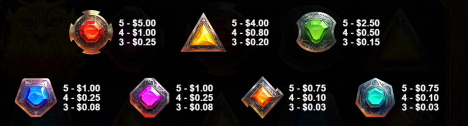 5 - $5.00
4 - $1.00
3 - $0.25
5 - $4.00
4 - $0.80
3 - $0.20
5 - $2.50
4 - $0.50
3 - $0.15
5 - $1.00
4 - $0.25
3 - $0.08
5 - $1.00
4 - $0.25
3 - $0.08
5 - $0.75
4 - $0.10
3 - $0.03
5 - $0.75
4 - $0.10
3 - $0.03